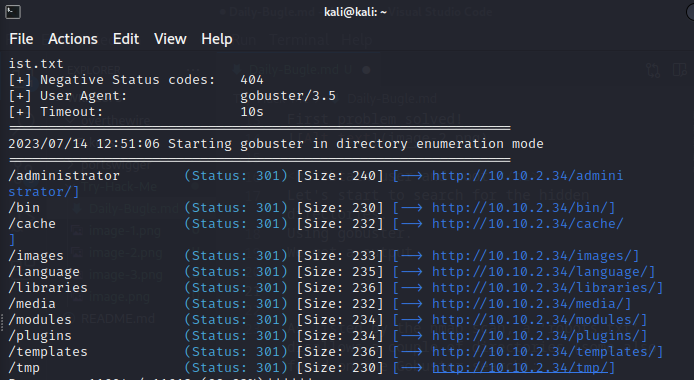 kali@kali: ~
File Actions Edit View Help
ist.txt
[+] Negative Status codes: 404
[+] User Agent: gobuster/3.5
[+] Timeout: 10s
===============================================================
2023/07/14 12:51:06 Starting gobuster in directory enumeration mode
===============================================================
/administrator (Status: 301) [Size: 240] [--> http://10.10.2.34/admini
strator/]
/bin (Status: 301) [Size: 230] [--> http://10.10.2.34/bin/]
/cache (Status: 301) [Size: 232] [--> http://10.10.2.34/cache/
]
/images (Status: 301) [Size: 233] [--> http://10.10.2.34/images/]
/language (Status: 301) [Size: 235] [--> http://10.10.2.34/language/]
/libraries (Status: 301) [Size: 236] [--> http://10.10.2.34/libraries/]
/media (Status: 301) [Size: 232] [--> http://10.10.2.34/media/]
/modules (Status: 301) [Size: 234] [--> http://10.10.2.34/modules/]
/plugins (Status: 301) [Size: 234] [--> http://10.10.2.34/plugins/]
/templates (Status: 301) [Size: 236] [--> http://10.10.2.34/templates/]
/tmp (Status: 301) [Size: 230] [--> http://10.10.2.34/tmp/]